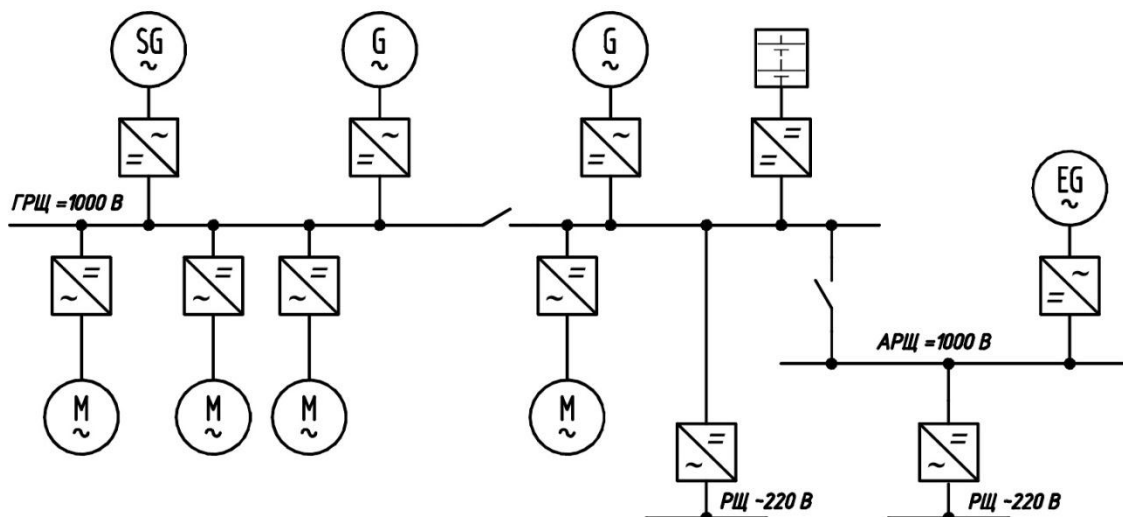 SG
~
G
~
G
~
~
=
~
=
~
=
=
=
EG
~
ГРЩ =1000 В
=
~
=
~
=
~
=
~
~
=
АРЩ =1000 В
M
~
M
~
M
~
M
~
=
~
=
~
РЩ ~220 В
РЩ ~220 В